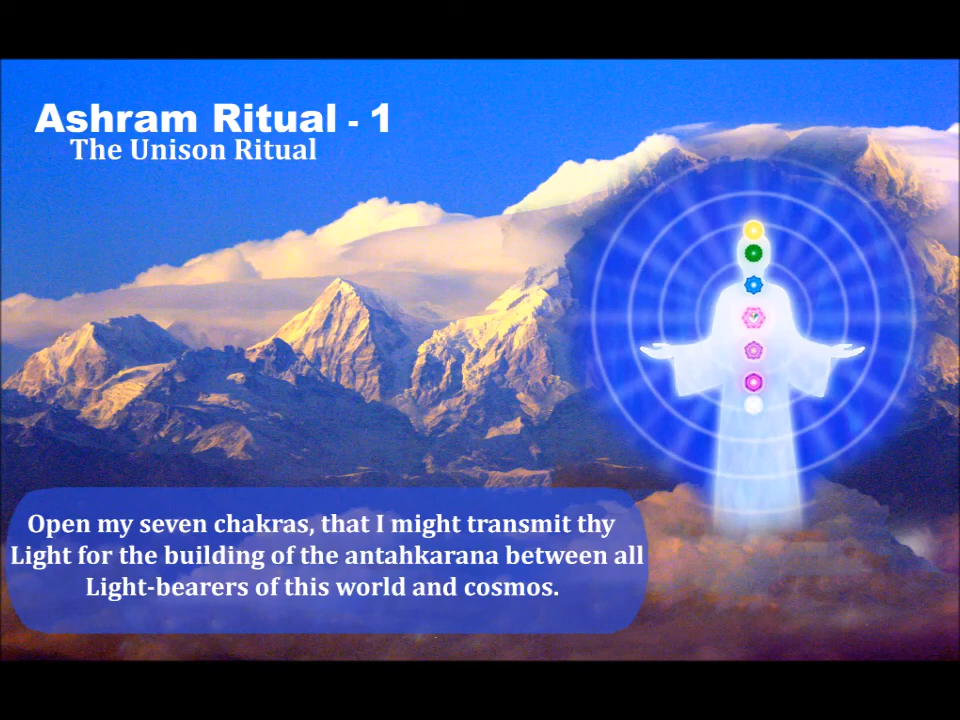 Ashram Ritual - 1
The Unison Ritual
Open my seven chakras, that I might transmit thy
Light for the building of the antahkarana between all
Light-bearers of this world and cosmos.